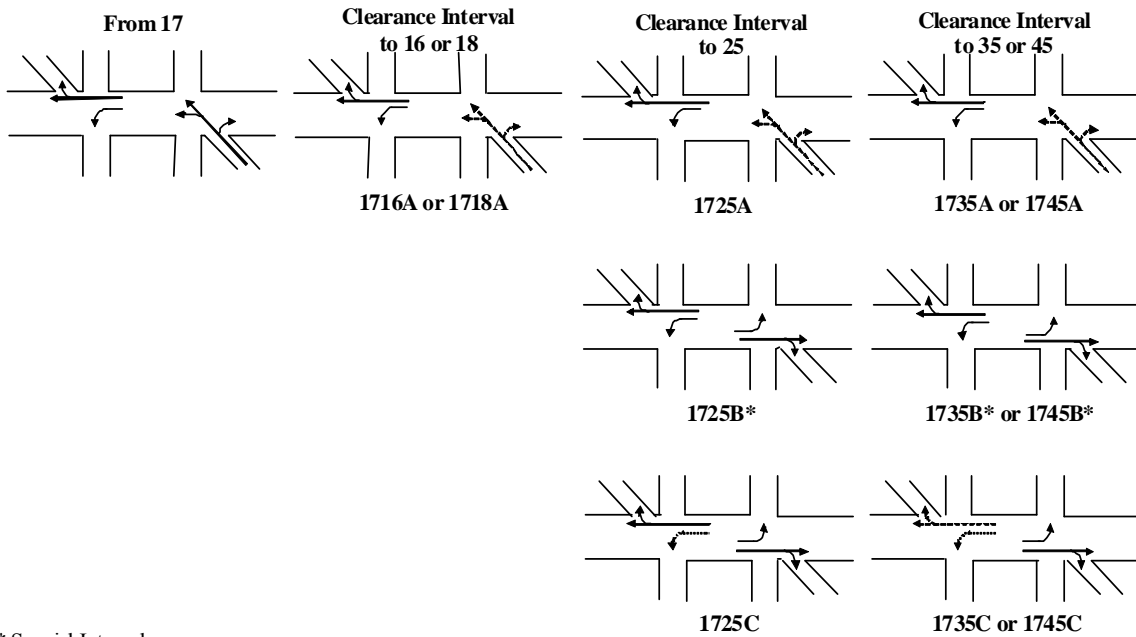 From 17
Clearance Interval
to 16 or 18
Clearance Interval
to 25
Clearance Interval
to 35 or 45
1716A or 1718A
1725A
1735A or 1745A
1725B*
1735B* or 1745B*
1725C
1735C or 1745C